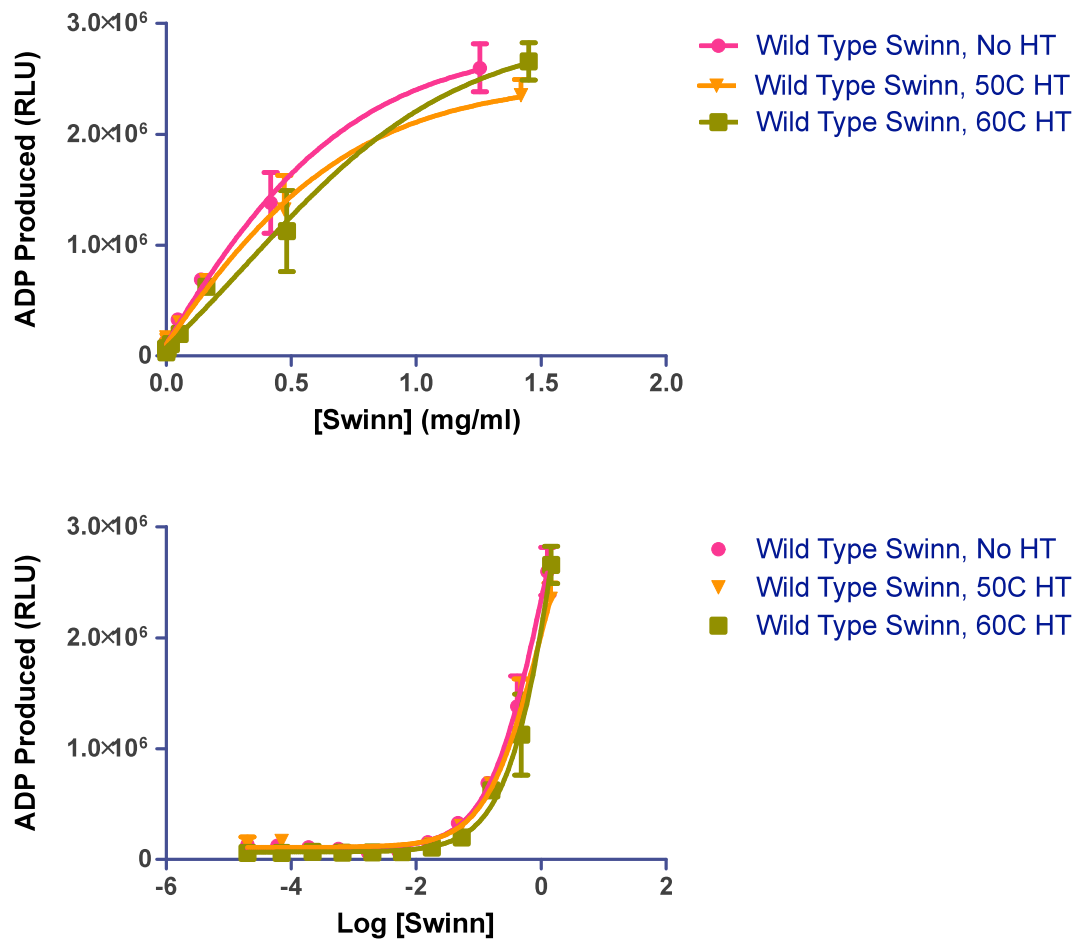 3.0×10⁶
2.0×10⁶
1.0×10⁶
0
ADP Produced (RLU)
0.0 0.5 1.0 1.5 2.0
[Swinn] (mg/ml)
Wild Type Swinn, No HT
Wild Type Swinn, 50C HT
Wild Type Swinn, 60C HT
3.0×10⁶
2.0×10⁶
1.0×10⁶
0
ADP Produced (RLU)
-6 -4 -2 0 2
Log [Swinn]
Wild Type Swinn, No HT
Wild Type Swinn, 50C HT
Wild Type Swinn, 60C HT